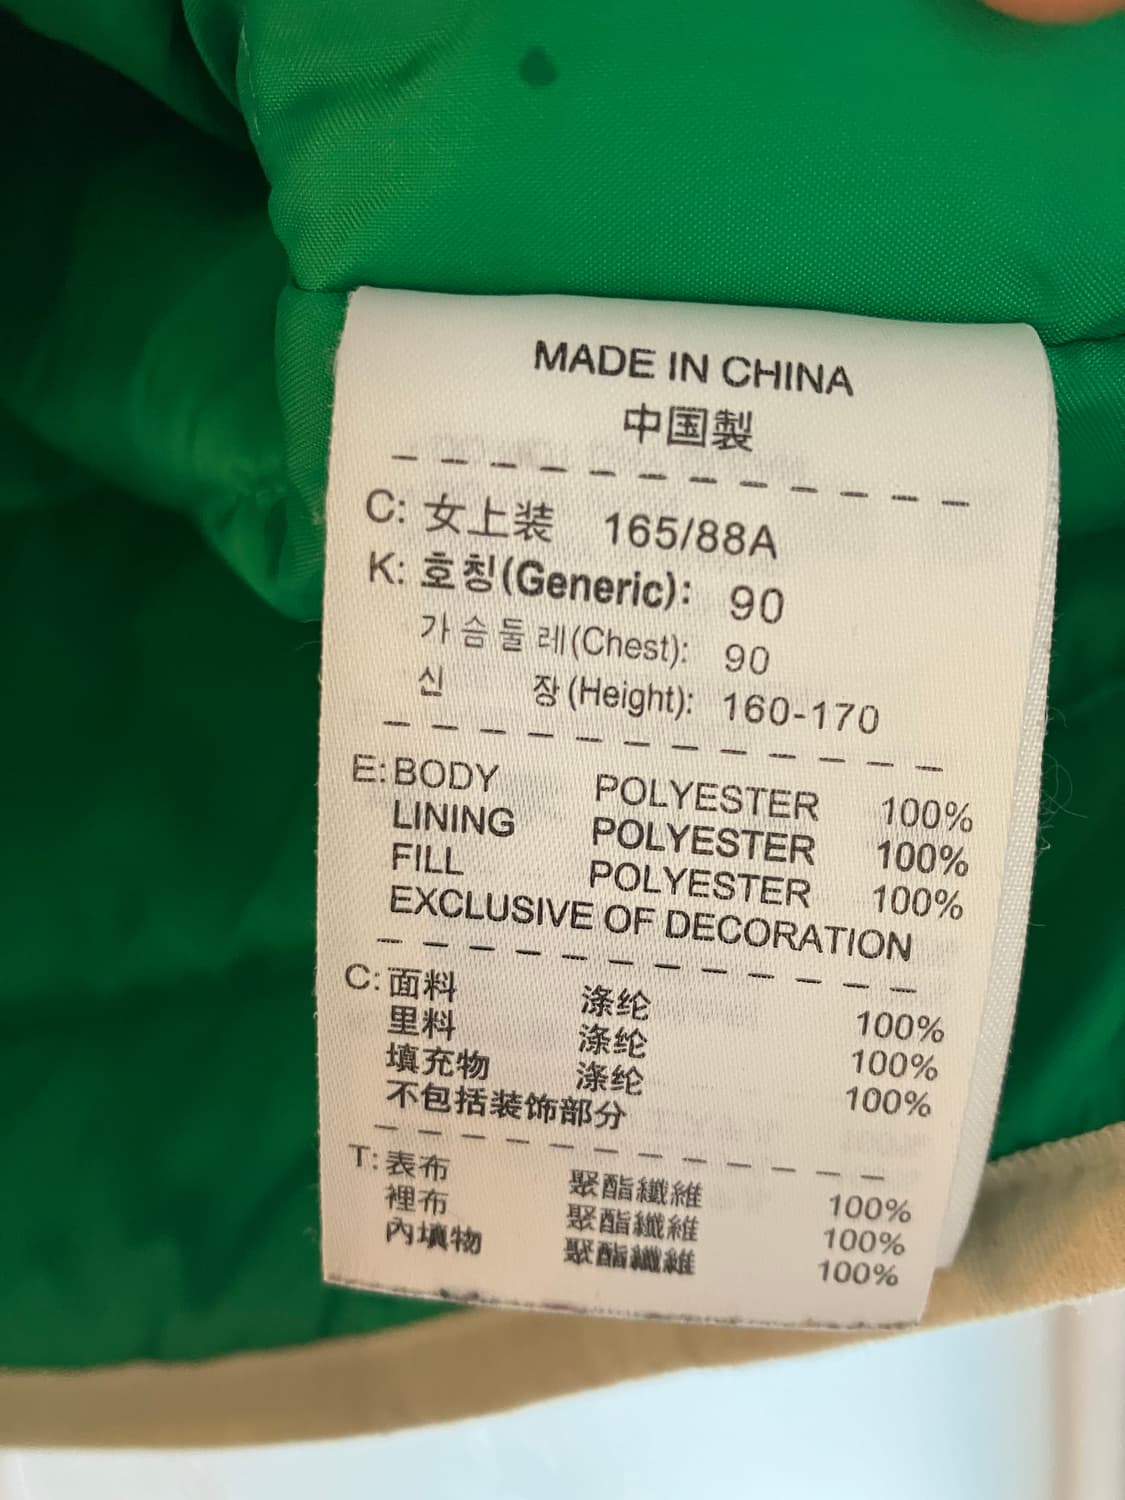 MADE IN CHINA
中国製
C: 女上装 165/88A
K: 호칭(Generic): 90
가슴둘레(Chest): 90
신 장(Height): 160-170
E: BODY POLYESTER 100%
LINING POLYESTER 100%
FILL POLYESTER 100%
EXCLUSIVE OF DECORATION
C: 面料 涤纶 100%
里料 涤纶 100%
填充物 涤纶 100%
不包括装饰部分
T: 表布 聚酯纖維 100%
裡布 聚酯纖維 100%
內填物 聚酯纖維 100%